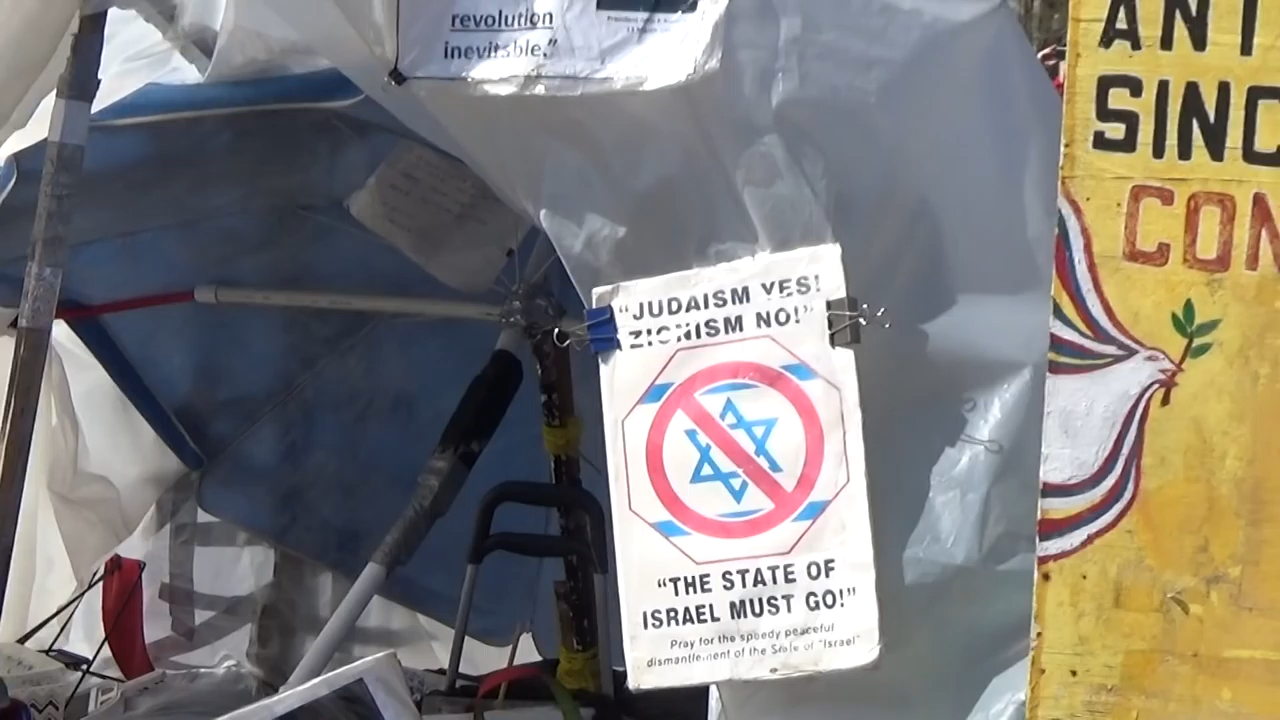 revolution
inevitable."
"JUDAISM YES!
ZIONISM NO!"
"THE STATE OF
ISRAEL MUST GO!"
Pray for the speedy peaceful
dismantlement of the State of "Israel"
ANT
SINC
CON